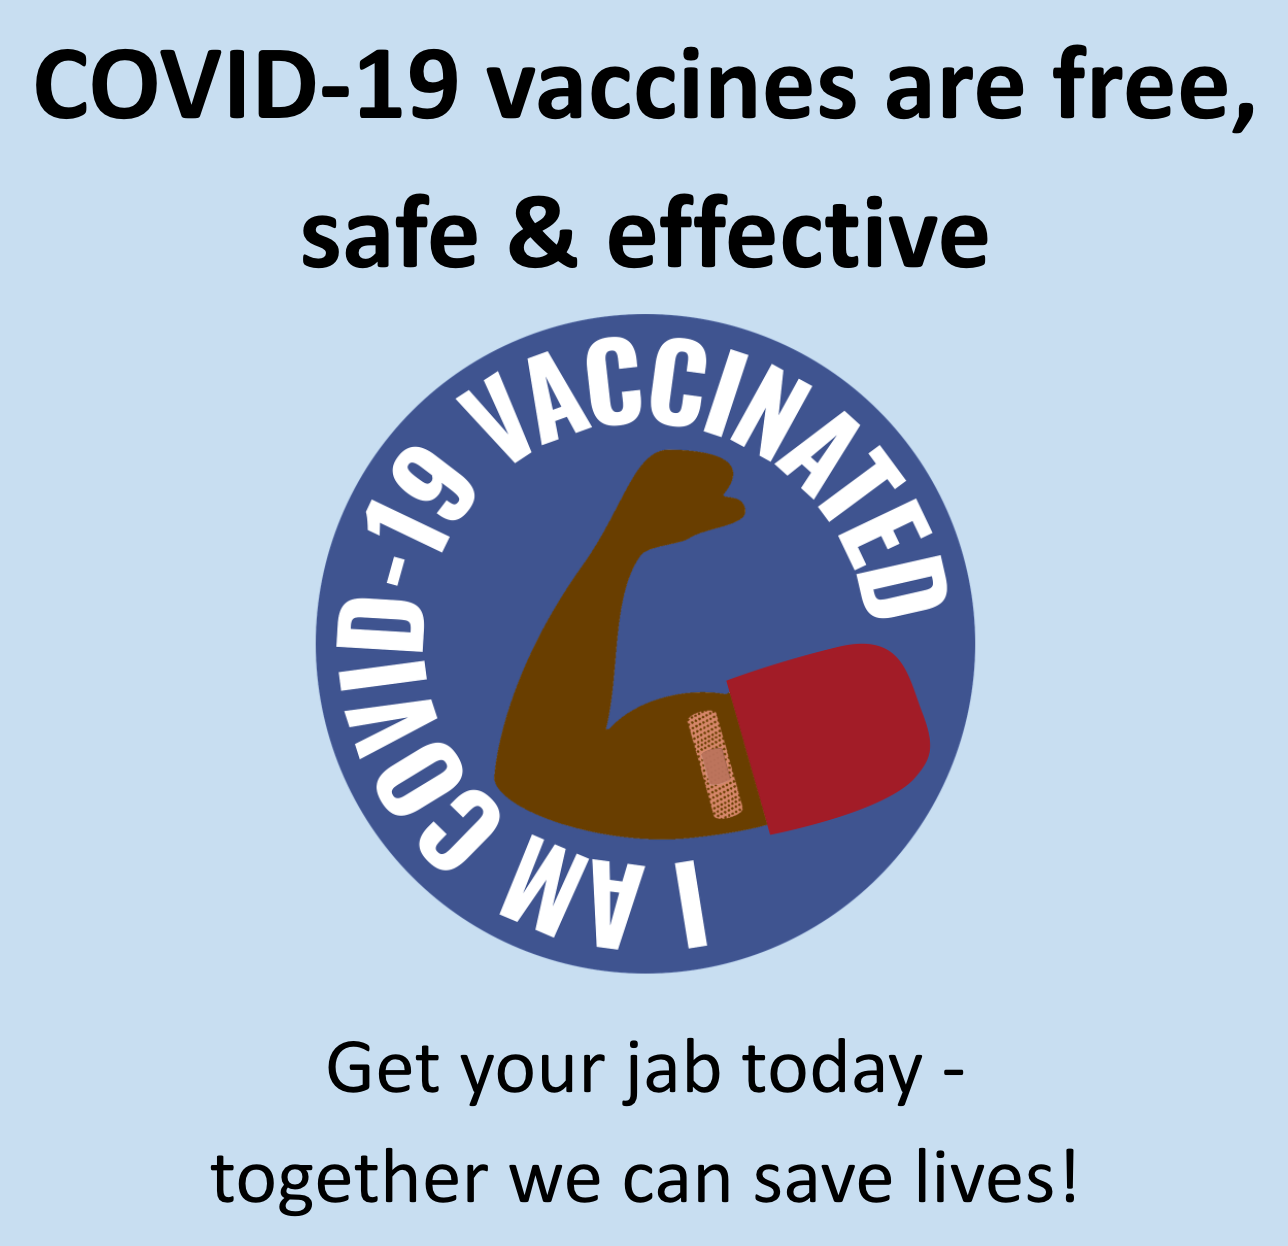 COVID-19 vaccines are free,
safe & effective
I AM COVID-19 VACCINATED
Get your jab today -
together we can save lives!